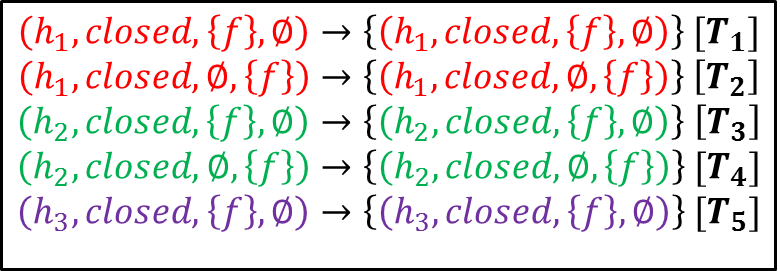 (h₁, closed, {f}, ∅) → {(h₁, closed, {f}, ∅)} [T₁]
(h₁, closed, ∅, {f}) → {(h₁, closed, ∅, {f})} [T₂]
(h₂, closed, {f}, ∅) → {(h₂, closed, {f}, ∅)} [T₃]
(h₂, closed, ∅, {f}) → {(h₂, closed, ∅, {f})} [T₄]
(h₃, closed, {f}, ∅) → {(h₃, closed, {f}, ∅)} [T₅]